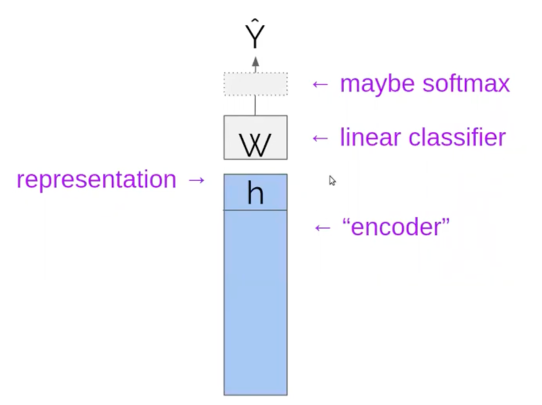 Ŷ
← maybe softmax
W
← linear classifier
representation →
h
← “encoder”